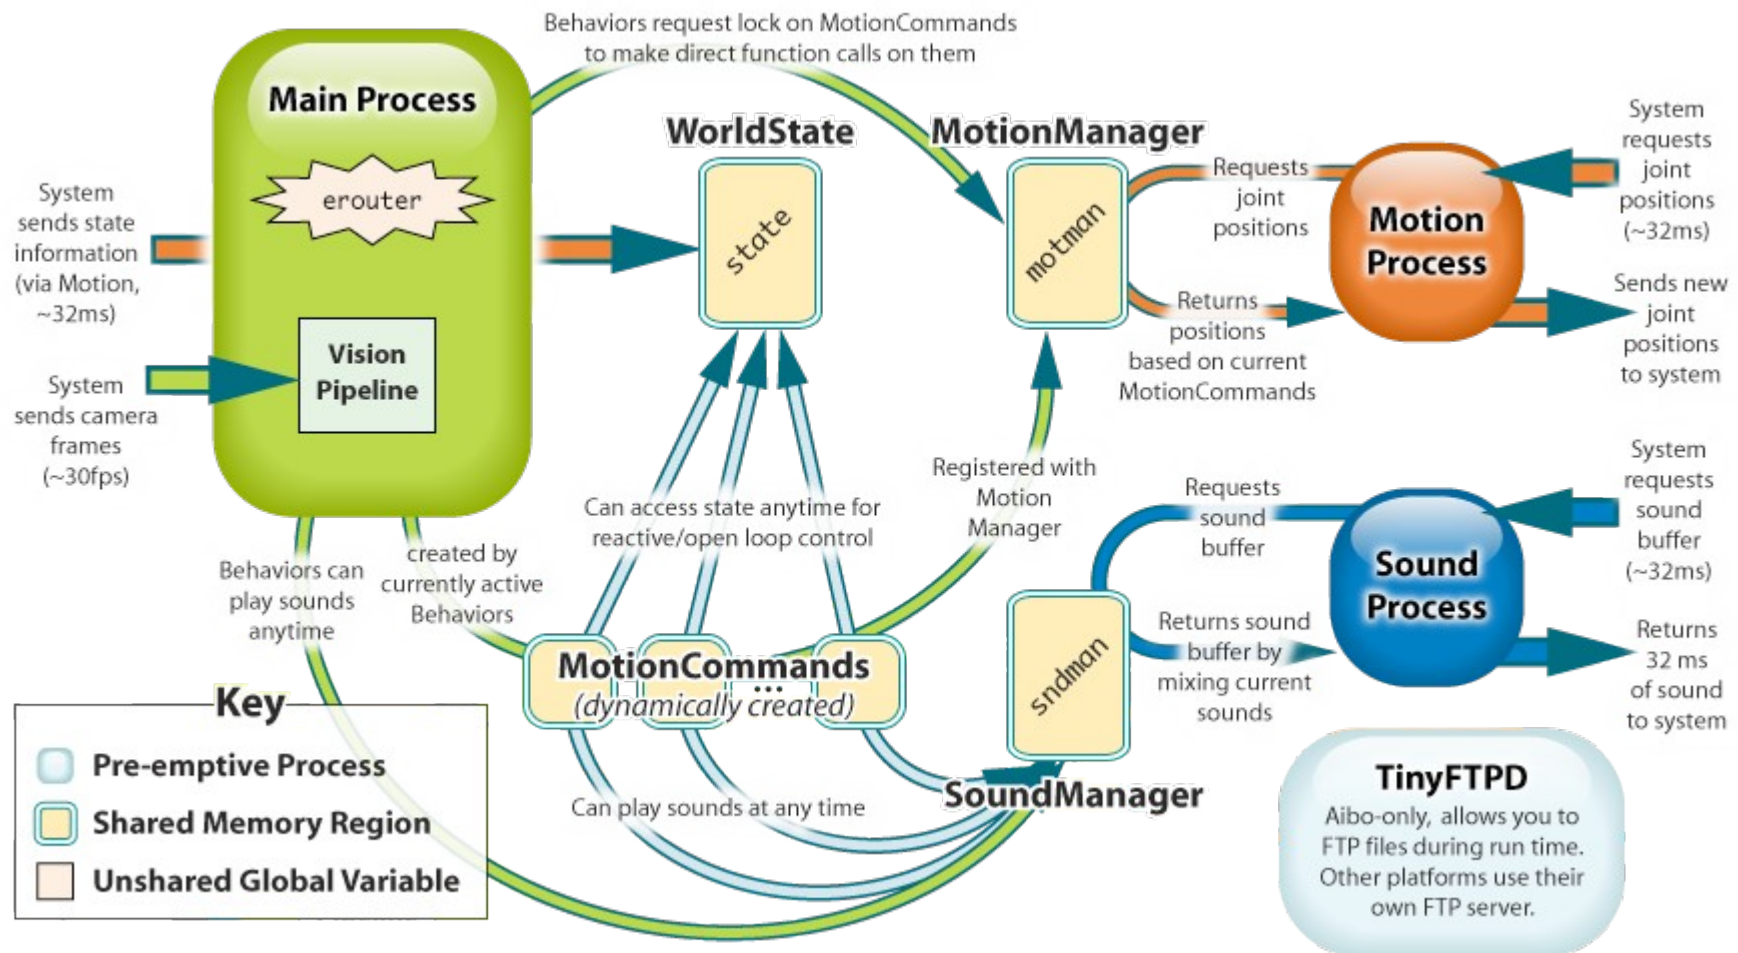 Behaviors request lock on MotionCommands
to make direct function calls on them
Main Process
erouter
Vision
Pipeline
System
sends state
information
(via Motion,
~32ms)
System
sends camera
frames
(~30fps)
WorldState
state
MotionManager
motman
Requests
joint
positions
Returns
positions
based on current
MotionCommands
Motion
Process
System
requests
joint
positions
(~32ms)
Sends new
joint
positions
to system
Can access state anytime for
reactive/open loop control
Registered with
Motion
Manager
Behaviors can
play sounds
anytime
created by
currently active
Behaviors
MotionCommands
...
(dynamically created)
Can play sounds at any time
Requests
sound
buffer
sndman
SoundManager
Returns sound
buffer by
mixing current
sounds
Sound
Process
System
requests
sound
buffer
(~32ms)
Returns
32 ms
of sound
to system
Key
Pre-emptive Process
Shared Memory Region
Unshared Global Variable
TinyFTPD
Aibo-only, allows you to
FTP files during run time.
Other platforms use their
own FTP server.